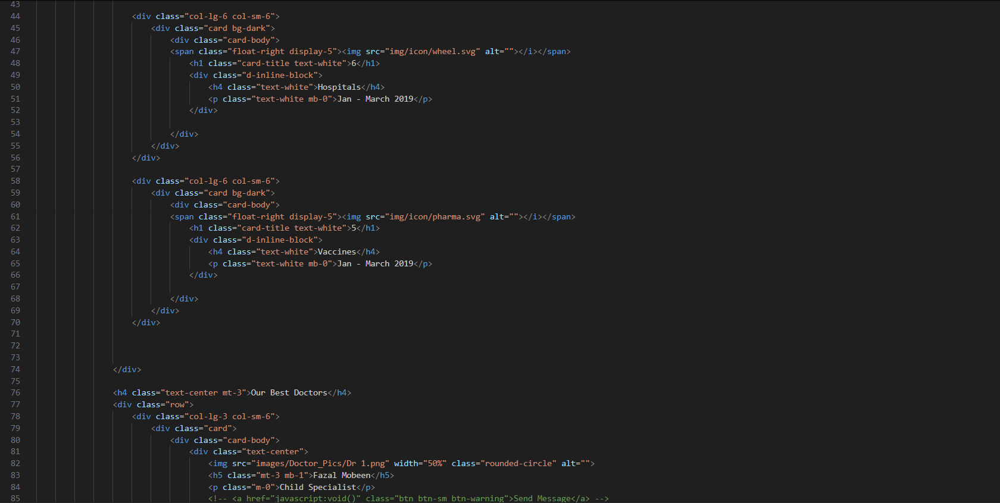 43
44 <div class="col-lg-6 col-sm-6">
45 <div class="card bg-dark">
46 <div class="card-body">
47 <span class="float-right display-5"><img src="img/icon/wheel.svg" alt=""></i></span>
48 <h1 class="card-title text-white">6</h1>
49 <div class="d-inline-block">
50 <h4 class="text-white">Hospitals</h4>
51 <p class="text-white mb-0">Jan - March 2019</p>
52 </div>
53
54 </div>
55 </div>
56 </div>
57
58 <div class="col-lg-6 col-sm-6">
59 <div class="card bg-dark">
60 <div class="card-body">
61 <span class="float-right display-5"><img src="img/icon/pharma.svg" alt=""></i></span>
62 <h1 class="card-title text-white">5</h1>
63 <div class="d-inline-block">
64 <h4 class="text-white">Vaccines</h4>
65 <p class="text-white mb-0">Jan - March 2019</p>
66 </div>
67
68 </div>
69 </div>
70 </div>
71
72
73
74 </div>
75
76 <h4 class="text-center mt-3">Our Best Doctors</h4>
77 <div class="row">
78 <div class="col-lg-3 col-sm-6">
79 <div class="card">
80 <div class="card-body">
81 <div class="text-center">
82 <img src="images/Doctor_Pics/Dr 1.png" width="50%" class="rounded-circle" alt="">
83 <h5 class="mt-3 mb-1">Fazal Mobeen</h5>
84 <p class="m-0">Child Specialist</p>
85 <!-- <a href="javascript:void()" class="btn btn-sm btn-warning">Send Message</a> -->